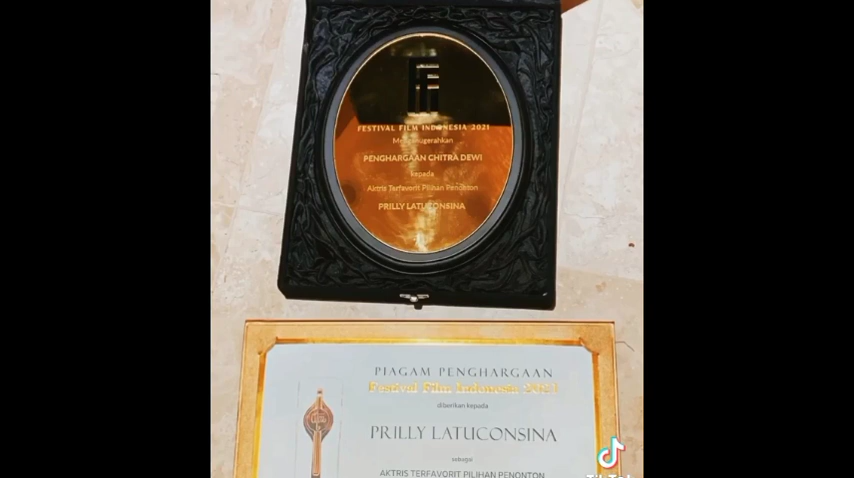 FESTIVAL FILM INDONESIA 2021
Menganugerahkan
PENGHARGAAN CHITRA DEWI
kepada
Aktris Terfavorit Pilihan Penonton
PRILLY LATUCONSINA
PIAGAM PENGHARGAAN
Festival Film Indonesia 2021
diberikan kepada
PRILLY LATUCONSINA
sebagai
AKTRIS TERFAVORIT PILIHAN PENONTON
TikTok